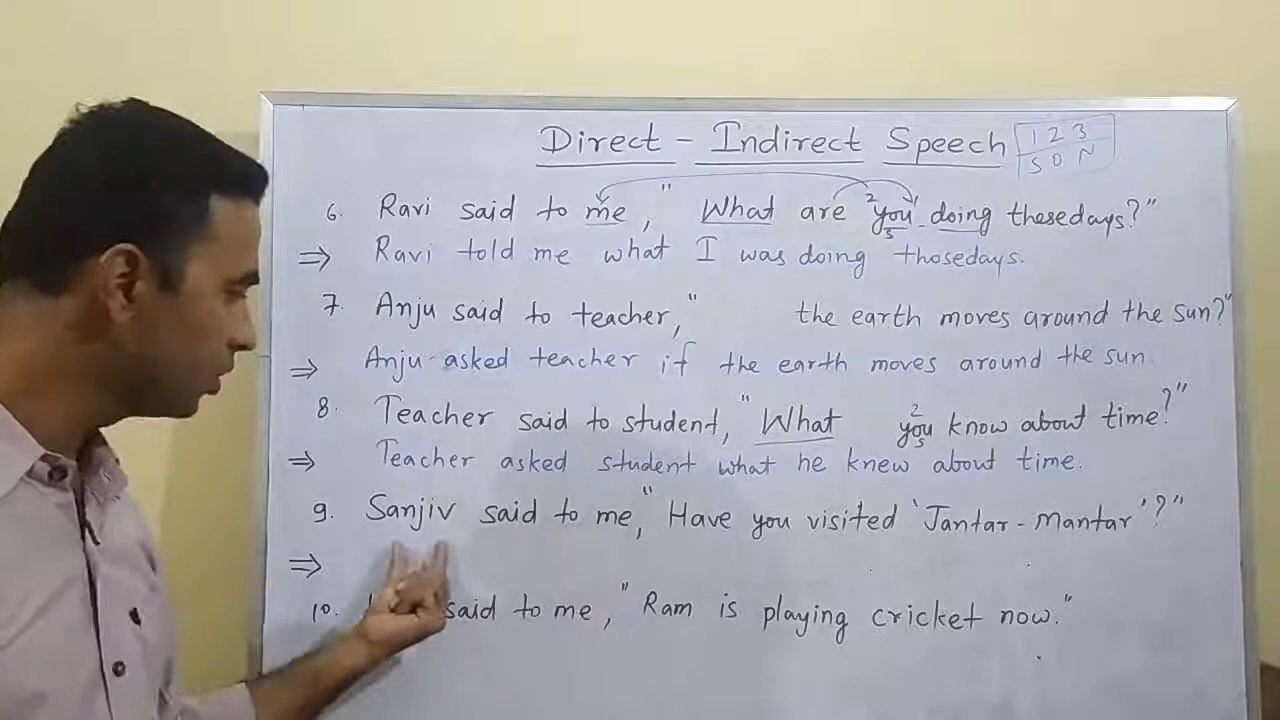 Direct - Indirect Speech
1 2 3
S O N
6. Ravi said to me, "What are you doing thesedays?"
⇒ Ravi told me what I was doing thosedays.
7. Anju said to teacher," the earth moves around the sun?"
⇒ Anju asked teacher if the earth moves around the sun.
8. Teacher said to student, "What you know about time?"
⇒ Teacher asked student what he knew about time.
9. Sanjiv said to me, "Have you visited 'Jantar-Mantar'?"
⇒
10. said to me, "Ram is playing cricket now."